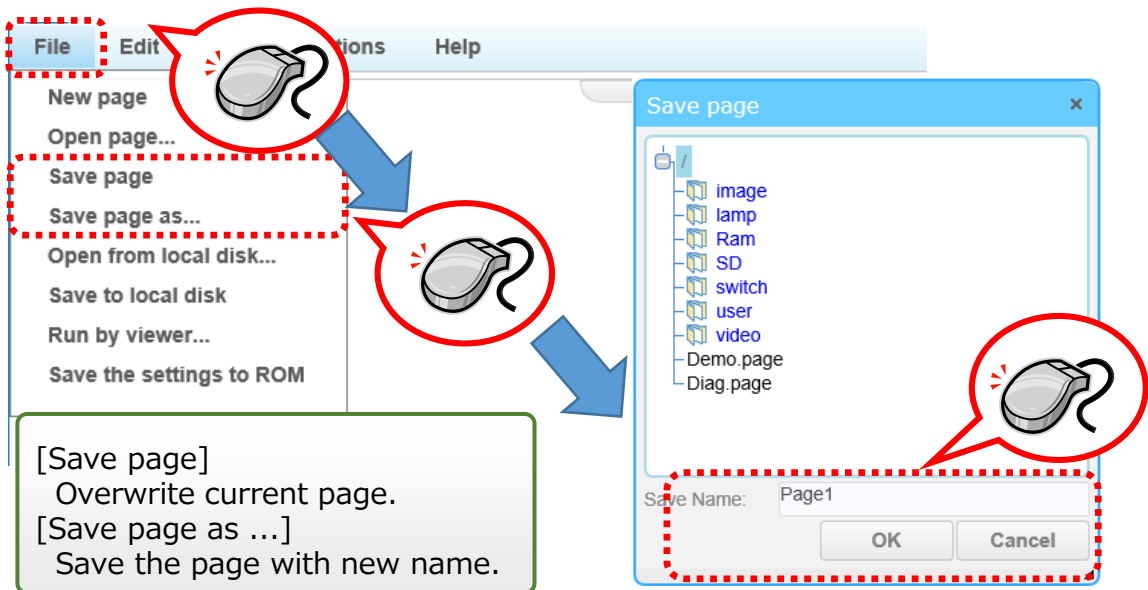 File Edit tions Help
New page
Open page...
Save page
Save page as...
Open from local disk...
Save to local disk
Run by viewer...
Save the settings to ROM
[Save page]
Overwrite current page.
[Save page as ...]
Save the page with new name.
Save page ×
/
image
lamp
Ram
SD
switch
user
video
Demo.page
Diag.page
Save Name: Page1
OK Cancel